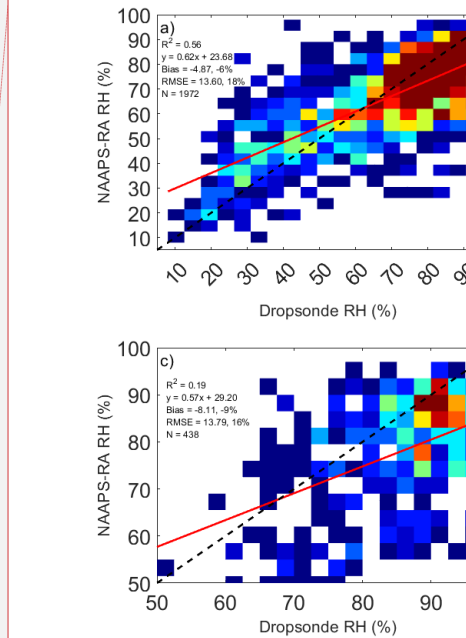 100
a)
R² = 0.56
y = 0.62x + 23.68
Bias = -4.87, -6%
RMSE = 13.60, 18%
N = 1972
90
80
70
60
50
40
30
20
10
NAAPS-RA RH (%)
10 20 30 40 50 60 70 80
Dropsonde RH (%)
100
c)
R² = 0.19
y = 0.57x + 29.20
Bias = -8.11, -9%
RMSE = 13.79, 16%
N = 438
90
80
70
60
50
NAAPS-RA RH (%)
50 60 70 80 90
Dropsonde RH (%)